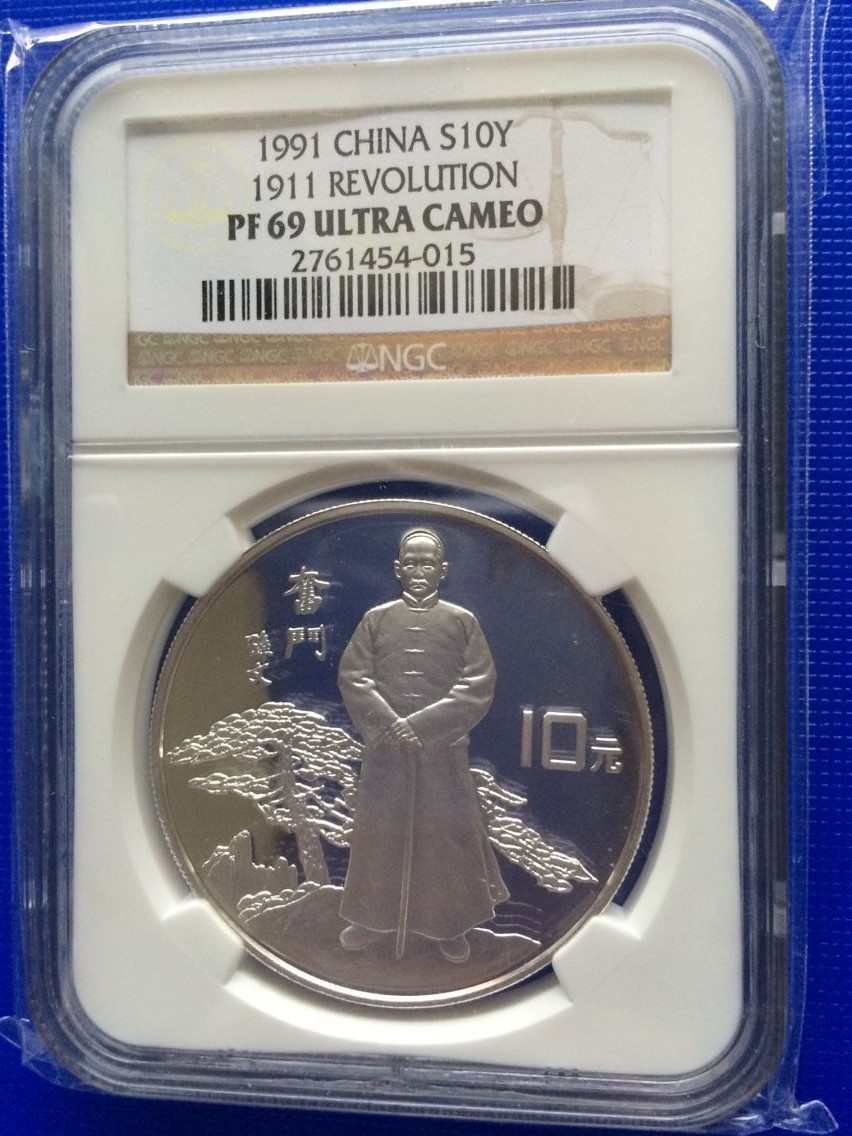 1991 CHINA S10Y
1911 REVOLUTION
PF 69 ULTRA CAMEO
2761454-015
NGC
奮
鬥
孫文
10元